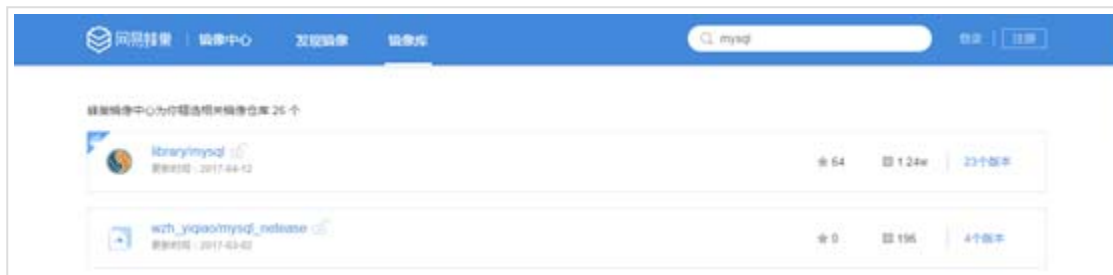 网易蜂巢 | 镜像中心 发现镜像 镜像库 mysql 登录 | 注册
蜂巢镜像中心为你精选相关镜像仓库 26 个
library/mysql
更新时间：2017-04-12
64 1.24w 23个版本
wzh_yiqiao/mysql_netease
更新时间：2017-03-02
0 196 4个版本